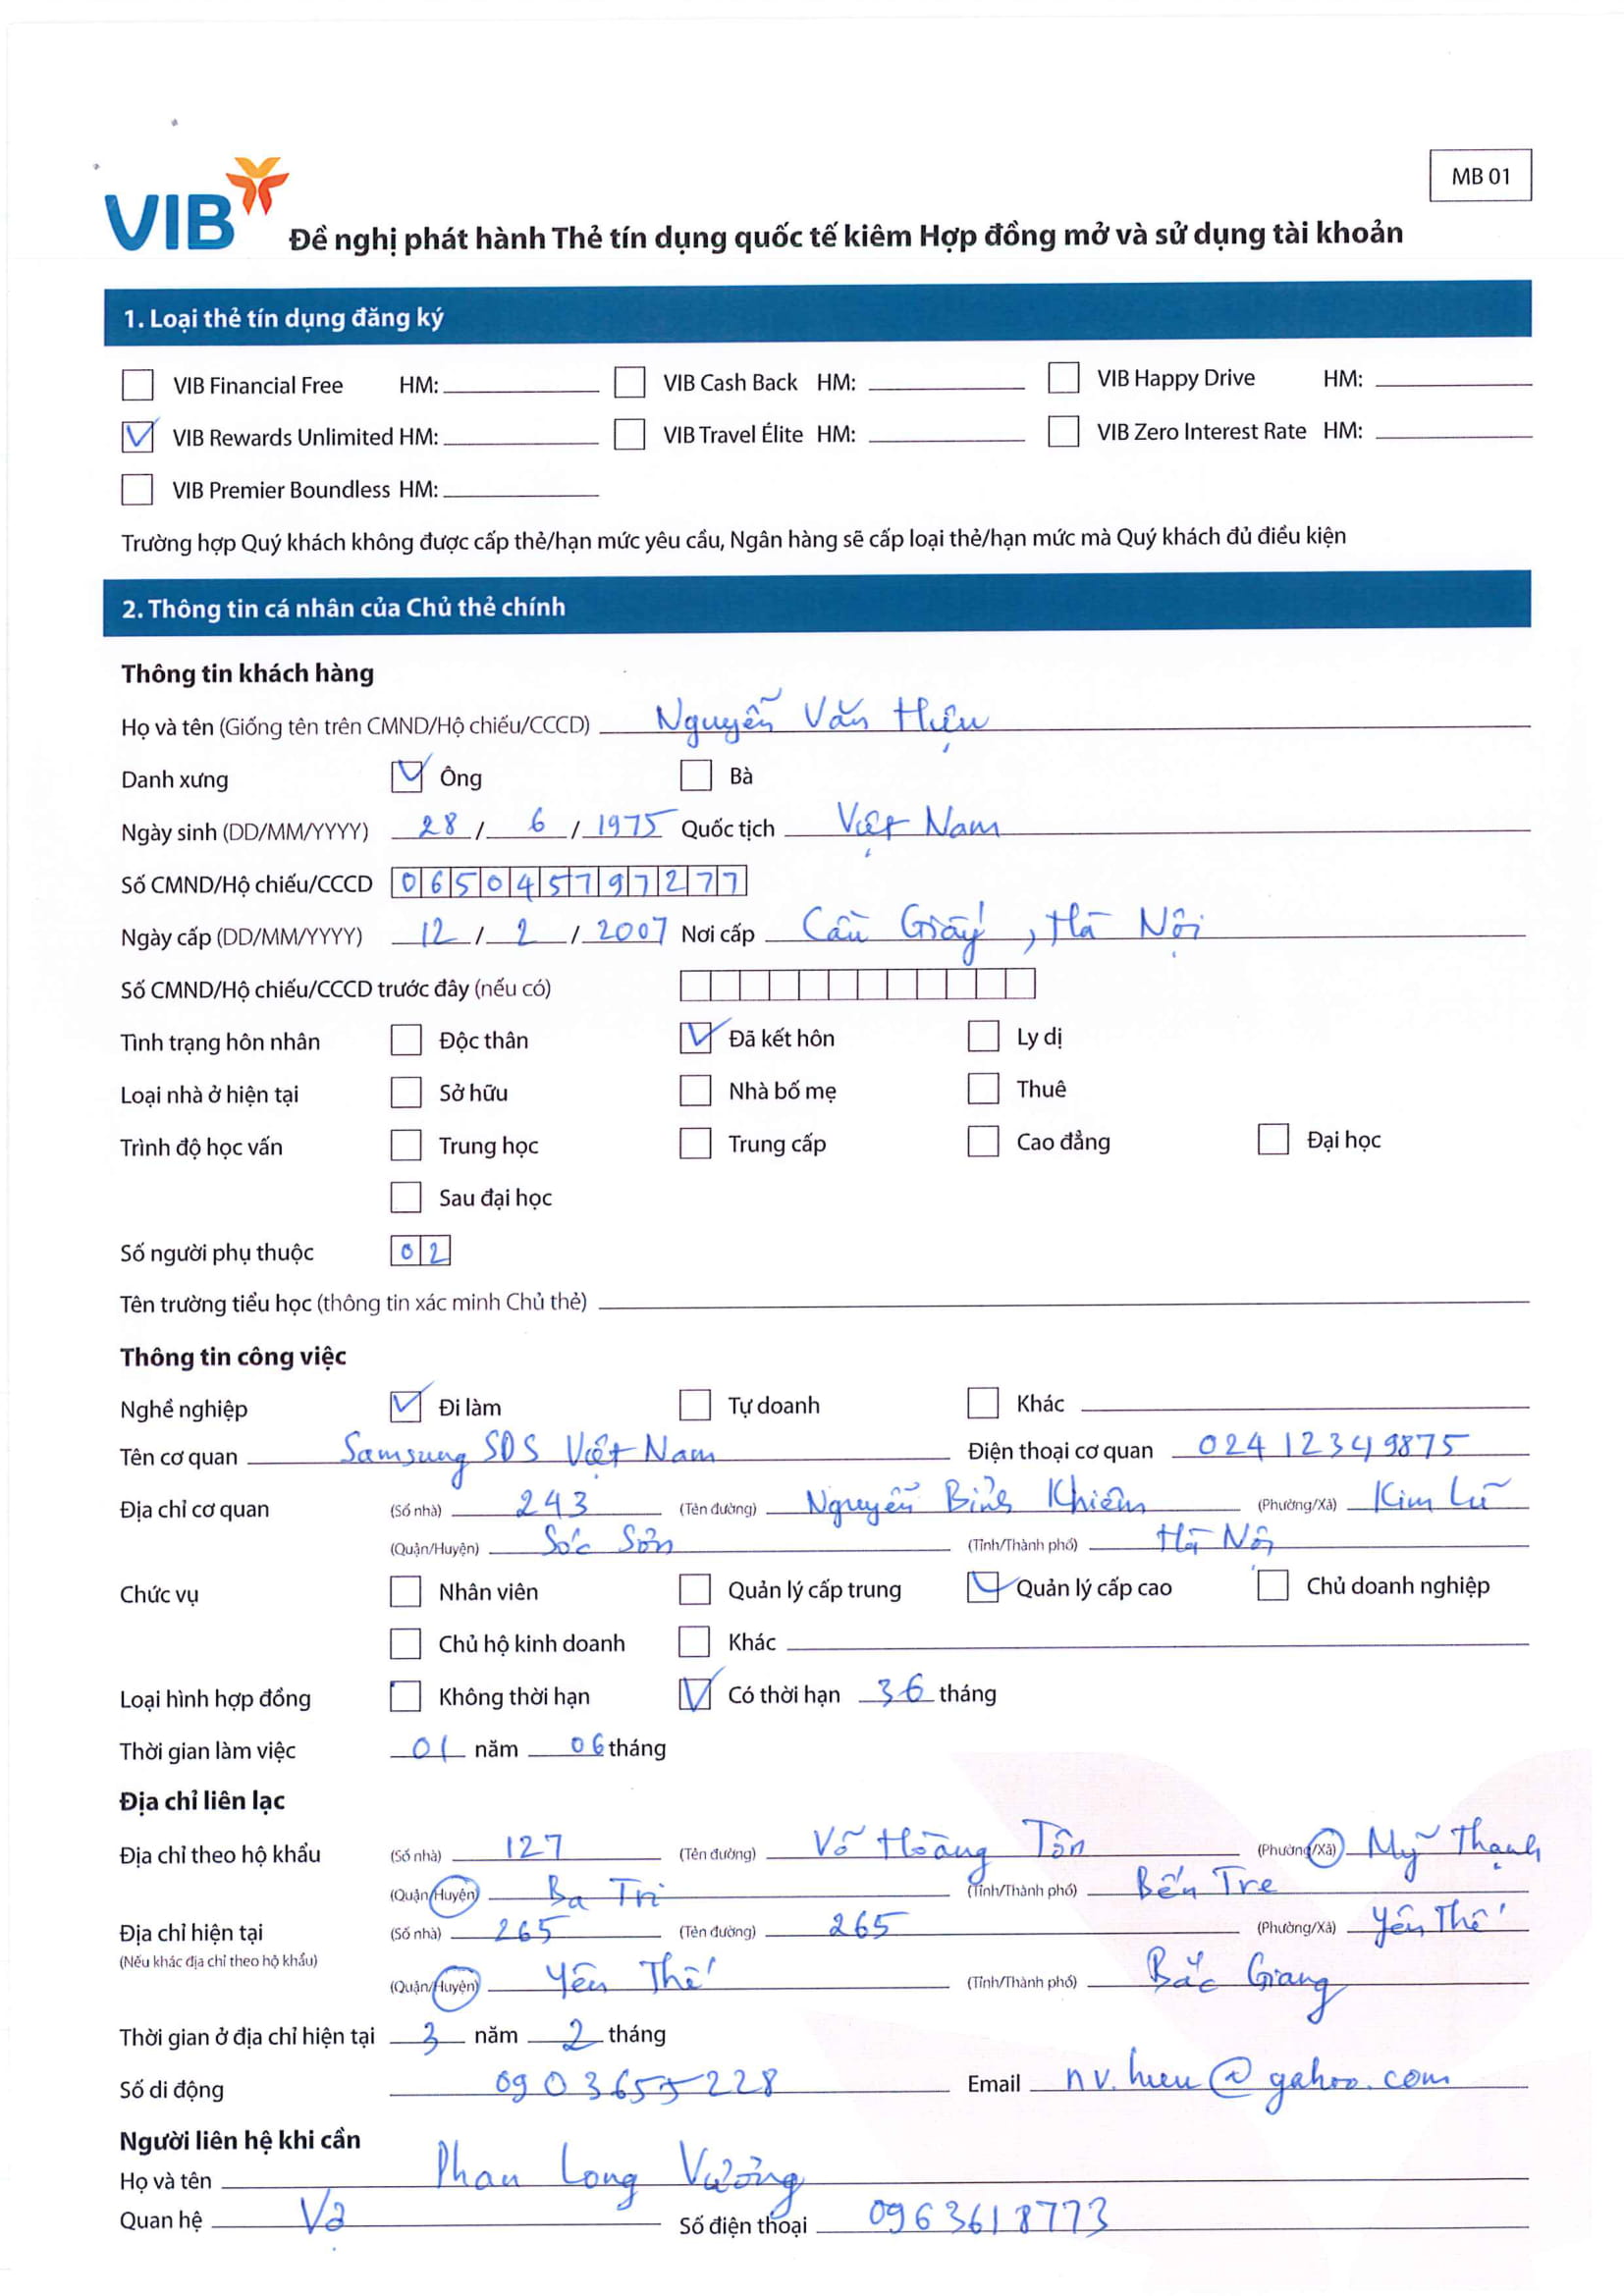 MB 01
VIB
Đề nghị phát hành Thẻ tín dụng quốc tế kiêm Hợp đồng mở và sử dụng tài khoản
1. Loại thẻ tín dụng đăng ký
VIB Financial Free HM: VIB Cash Back HM: VIB Happy Drive HM:
VIB Rewards Unlimited HM: VIB Travel Élite HM: VIB Zero Interest Rate HM:
VIB Premier Boundless HM:
Trường hợp Quý khách không được cấp thẻ/hạn mức yêu cầu, Ngân hàng sẽ cấp loại thẻ/hạn mức mà Quý khách đủ điều kiện
2. Thông tin cá nhân của Chủ thẻ chính
Thông tin khách hàng
Họ và tên (Giống tên trên CMND/Hộ chiếu/CCCD) Nguyễn Văn Hiệu
Danh xưng Ông Bà
Ngày sinh (DD/MM/YYYY) 28 / 6 / 1975 Quốc tịch Việt Nam
Số CMND/Hộ chiếu/CCCD 065045797277
Ngày cấp (DD/MM/YYYY) 12 / 2 / 2007 Nơi cấp Cầu Giấy, Hà Nội
Số CMND/Hộ chiếu/CCCD trước đây (nếu có)
Tình trạng hôn nhân Độc thân Đã kết hôn Ly dị
Loại nhà ở hiện tại Sở hữu Nhà bố mẹ Thuê
Trình độ học vấn Trung học Trung cấp Cao đẳng Đại học
Sau đại học
Số người phụ thuộc 02
Tên trường tiểu học (thông tin xác minh Chủ thẻ)
Thông tin công việc
Nghề nghiệp Đi làm Tự doanh Khác
Tên cơ quan Samsung SDS Việt Nam Điện thoại cơ quan 024 12349875
Địa chỉ cơ quan (Số nhà) 243 (Tên đường) Nguyễn Bỉnh Khiêm (Phường/Xã) Kim Lũ
(Quận/Huyện) Sóc Sơn (Tỉnh/Thành phố) Hà Nội
Chức vụ Nhân viên Quản lý cấp trung Quản lý cấp cao Chủ doanh nghiệp
Chủ hộ kinh doanh Khác
Loại hình hợp đồng Không thời hạn Có thời hạn 36 tháng
Thời gian làm việc 01 năm 06 tháng
Địa chỉ liên lạc
Địa chỉ theo hộ khẩu (Số nhà) 127 (Tên đường) Võ Hoàng Tôn (Phường/Xã) Mỹ Thạnh
(Quận/Huyện) Ba Tri (Tỉnh/Thành phố) Bến Tre
Địa chỉ hiện tại (Số nhà) 265 (Tên đường) 265 (Phường/Xã) Yên Thế
(Nếu khác địa chỉ theo hộ khẩu)
(Quận/Huyện) Yên Thế (Tỉnh/Thành phố) Bắc Giang
Thời gian ở địa chỉ hiện tại 3 năm 2 tháng
Số di động 0903655228 Email nv.hieu@gahoo.com
Người liên hệ khi cần
Họ và tên Phan Long Vương
Quan hệ Vợ Số điện thoại 0963618773